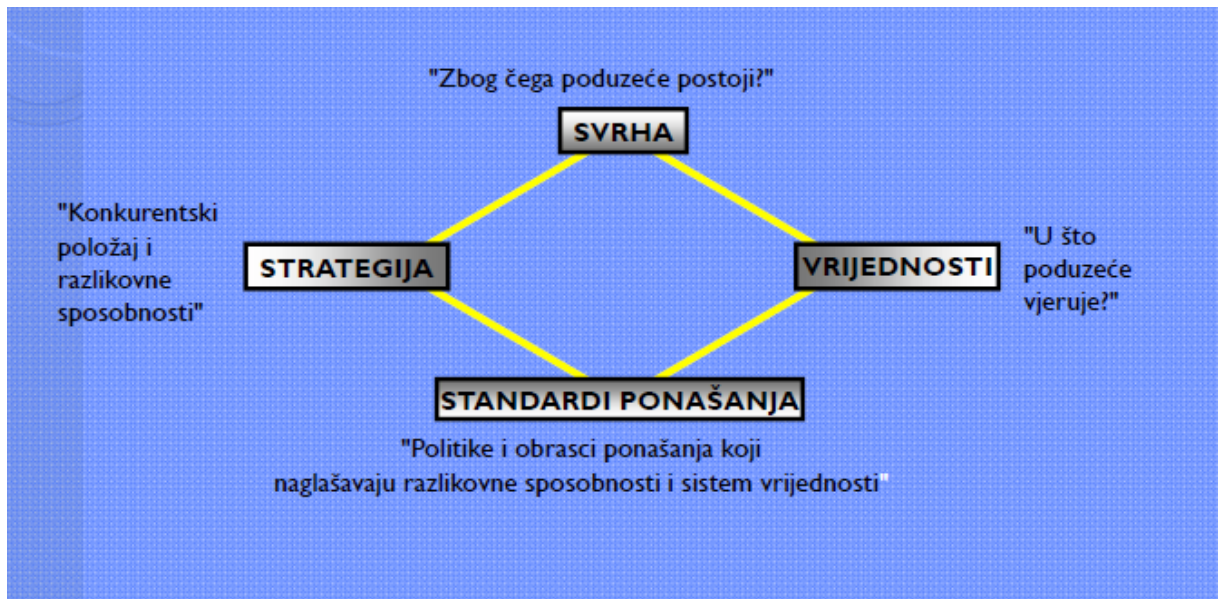 "Zbog čega poduzeće postoji?"
SVRHA
"Konkurentski
položaj i
razlikovne
sposobnosti"
STRATEGIJA
VRIJEDNOSTI
"U što
poduzeće
vjeruje?"
STANDARDI PONAŠANJA
"Politike i obrasci ponašanja koji
naglašavaju razlikovne sposobnosti i sistem vrijednosti"